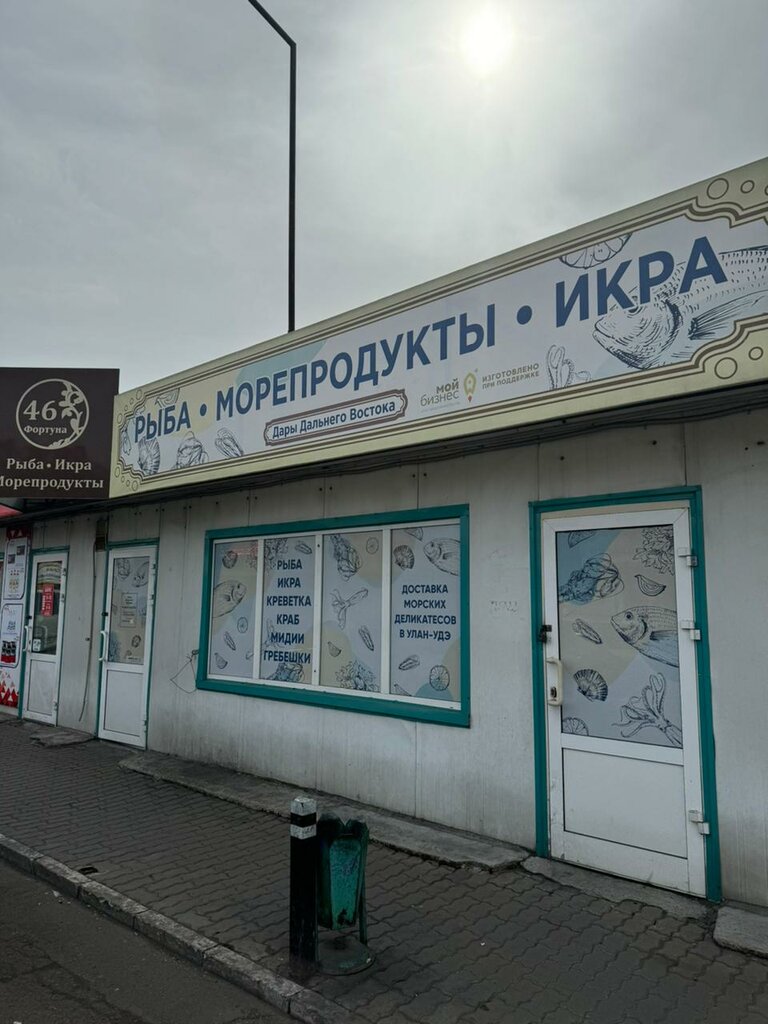 РЫБА • МОРЕПРОДУКТЫ • ИКРА
Дары Дальнего Востока
МОЙ
бизнес
ИЗГОТОВЛЕНО
ПРИ ПОДДЕРЖКЕ
46
Фортуна
Рыба • Икра
Морепродукты
РЫБА
ИКРА
КРЕВЕТКА
КРАБ
МИДИИ
ГРЕБЕШКИ
ДОСТАВКА
МОРСКИХ
ДЕЛИКАТЕСОВ
В УЛАН-УДЭ